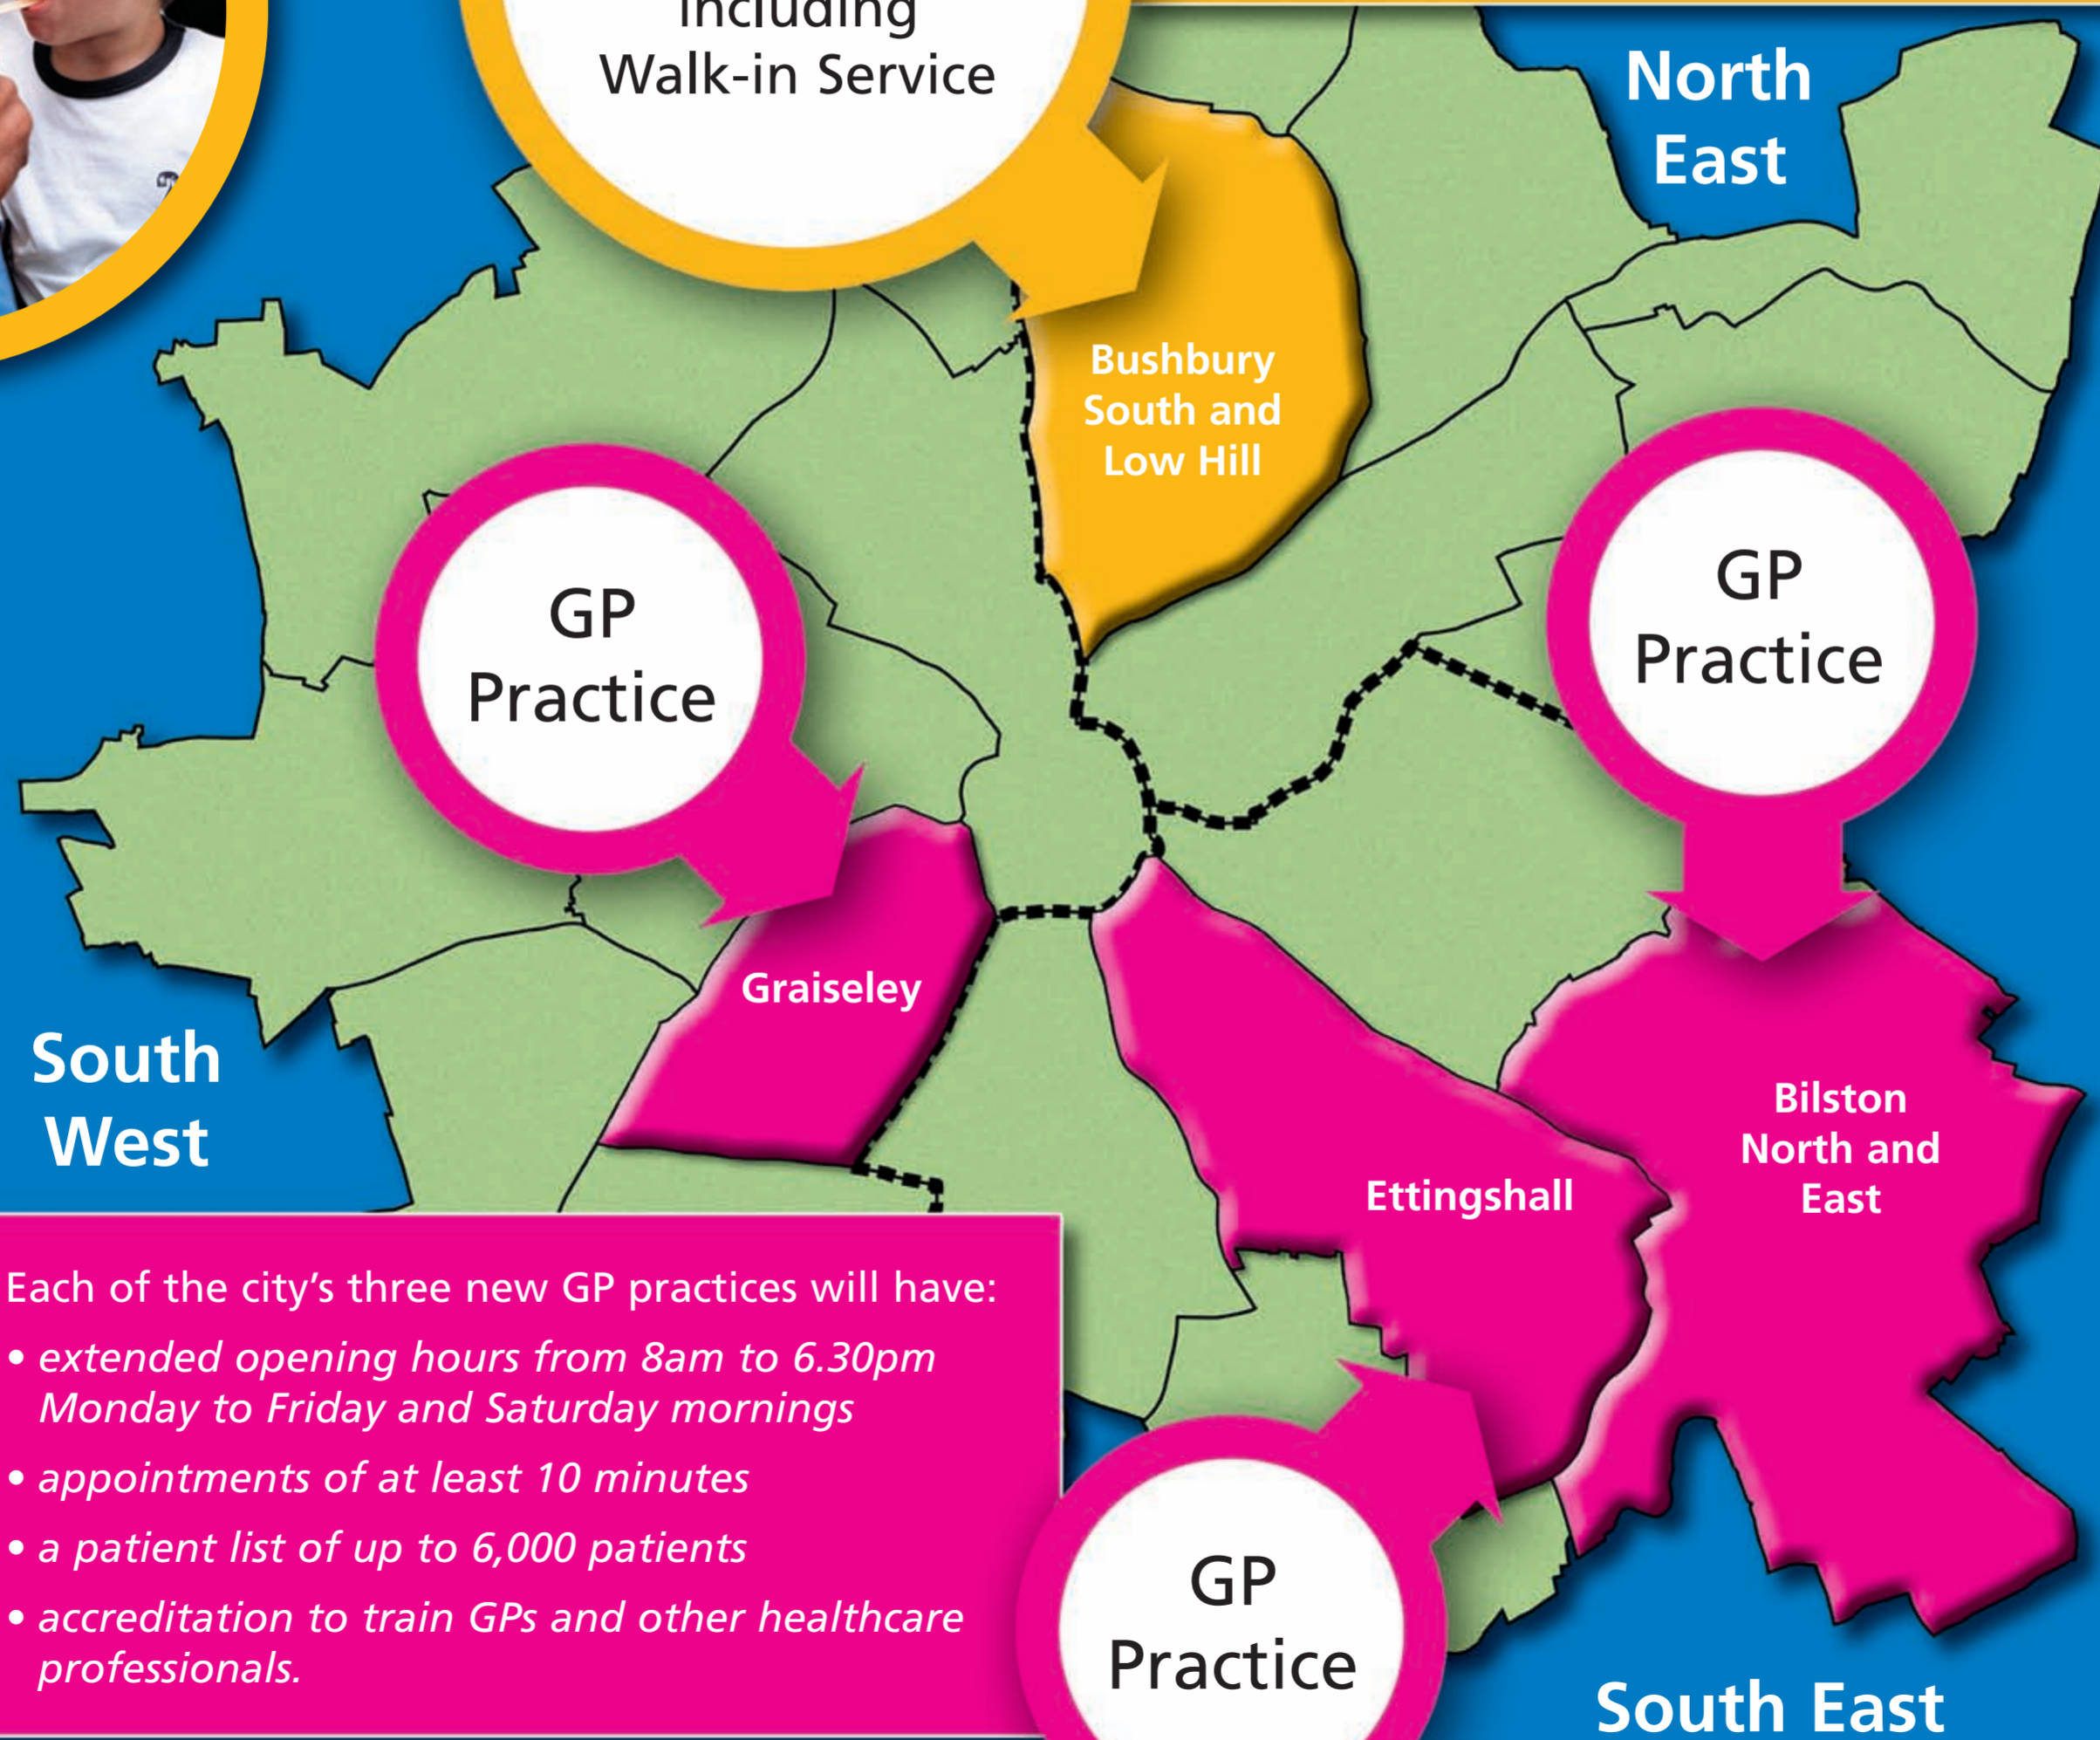 including
Walk-in Service
North
East
Bushbury
South and
Low Hill
GP
Practice
GP
Practice
Graiseley
South
West
Bilston
North and
East
Ettingshall
Each of the city's three new GP practices will have:
• extended opening hours from 8am to 6.30pm
Monday to Friday and Saturday mornings
• appointments of at least 10 minutes
• a patient list of up to 6,000 patients
• accreditation to train GPs and other healthcare
professionals.
GP
Practice
South East